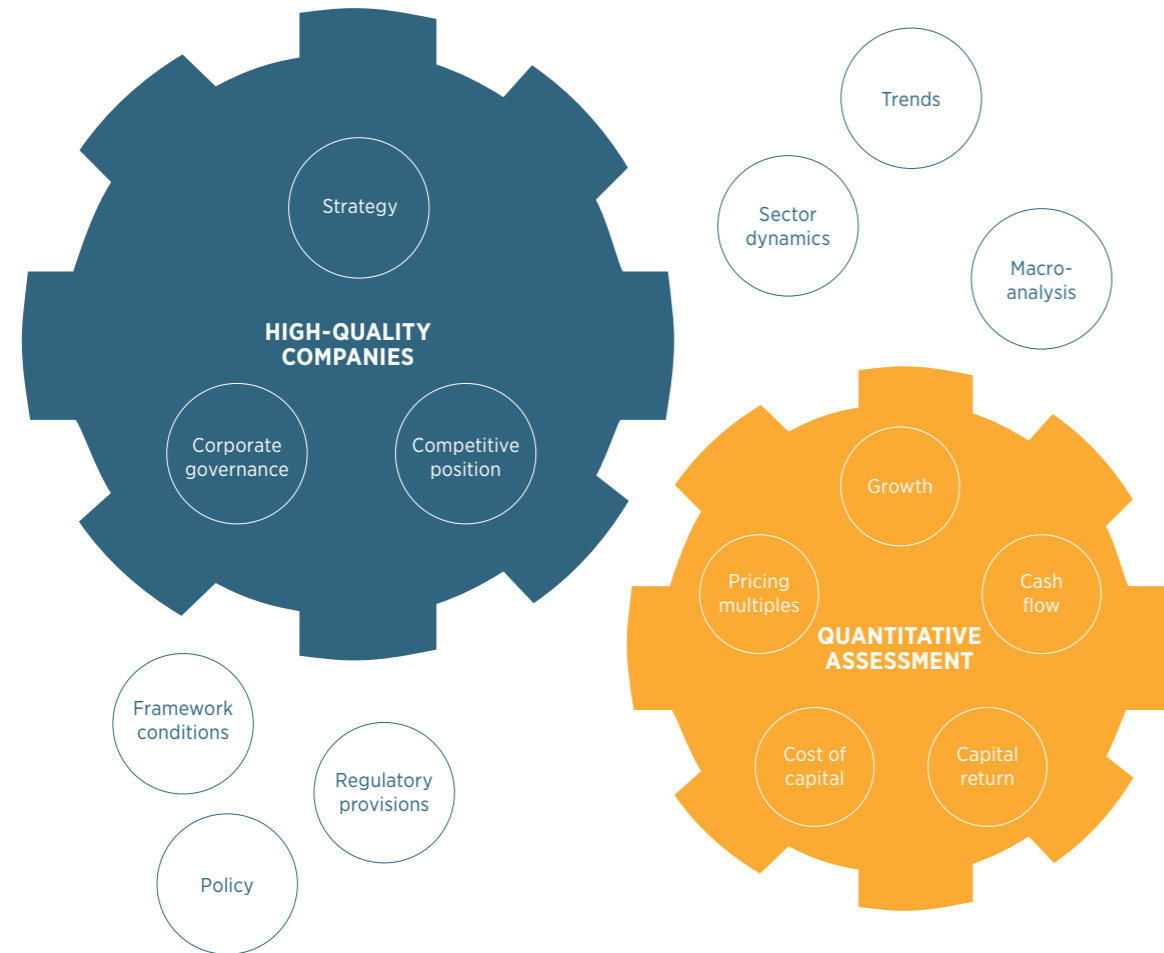 Trends
Sector
dynamics
Macro-
analysis
Strategy
HIGH-QUALITY
COMPANIES
Corporate
governance
Competitive
position
Growth
Pricing
multiples
Cash
flow
QUANTITATIVE
ASSESSMENT
Cost of
capital
Capital
return
Framework
conditions
Regulatory
provisions
Policy